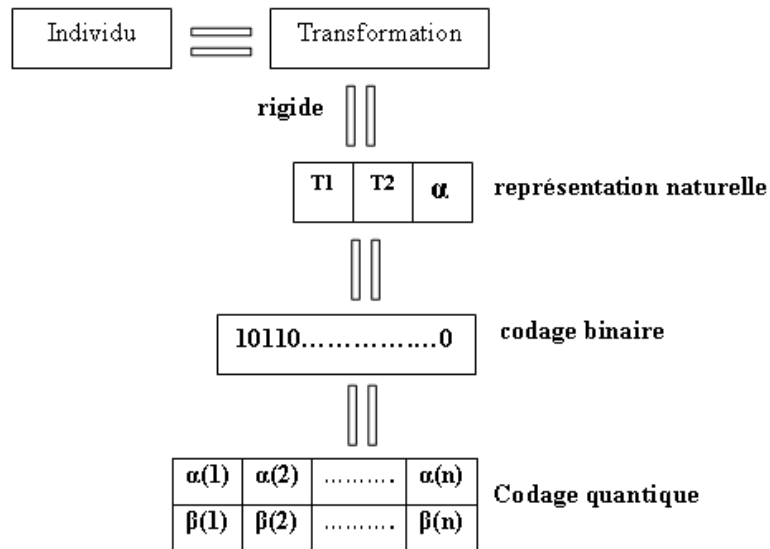 Individu Transformation
rigide
T1 T2 α représentation naturelle
10110…………….…0 codage binaire
α(1) α(2) ………. α(n)
Codage quantique
β(1) β(2) ………. β(n)